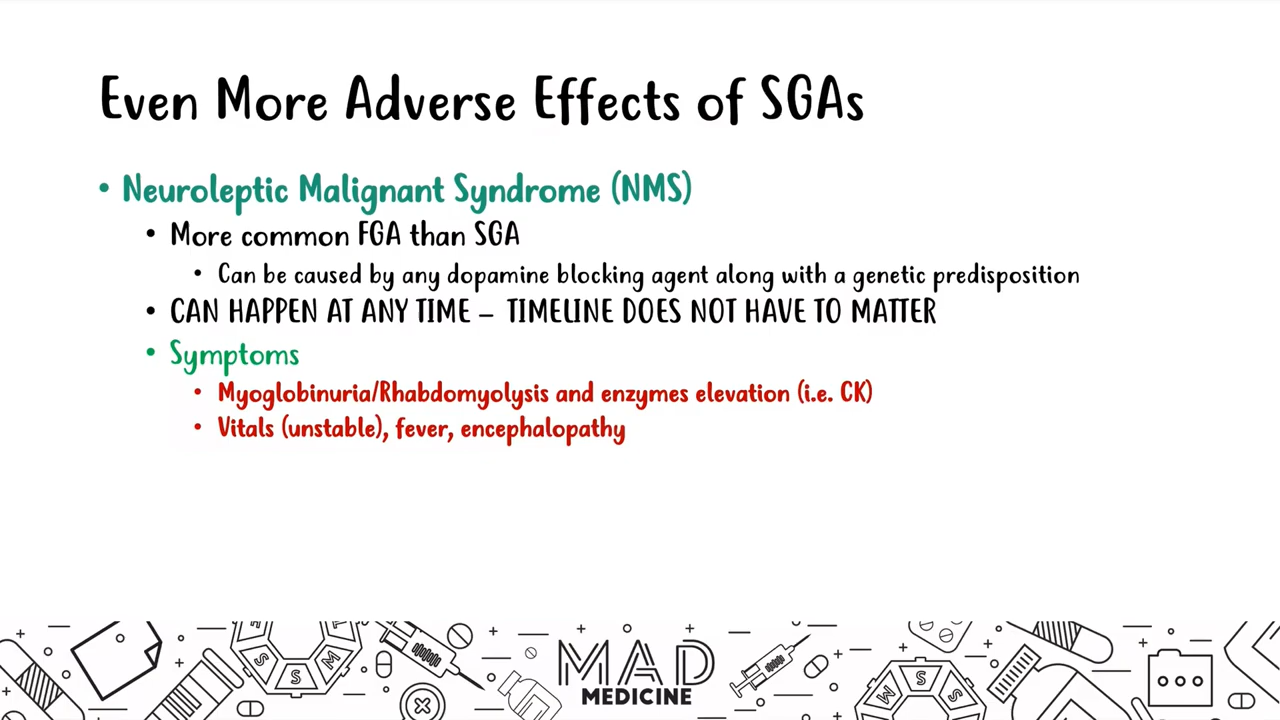 Even More Adverse Effects of SGAs
• Neuroleptic Malignant Syndrome (NMS)
• More common FGA than SGA
• Can be caused by any dopamine blocking agent along with a genetic predisposition
• CAN HAPPEN AT ANY TIME – TIMELINE DOES NOT HAVE TO MATTER
• Symptoms
• Myoglobinuria/Rhabdomyolysis and enzymes elevation (i.e. CK)
• Vitals (unstable), fever, encephalopathy
S S M
M S S
MAD
MEDICINE